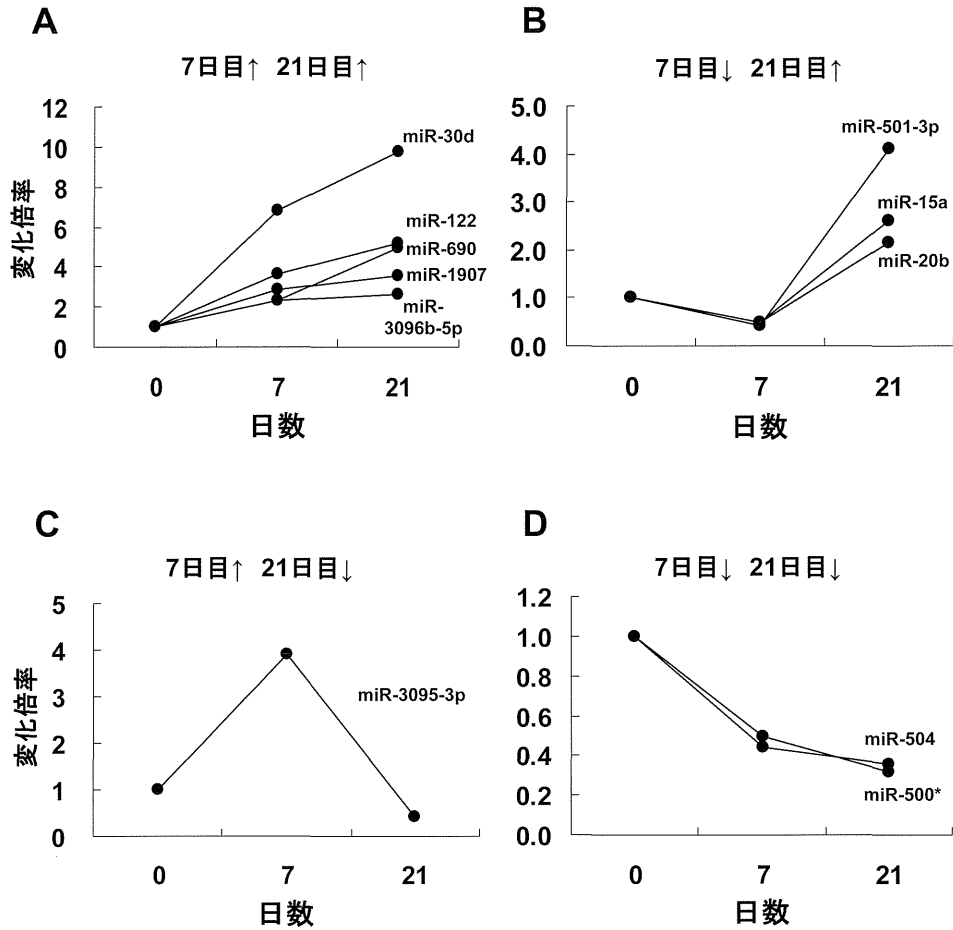 A
7日目↑ 21日目↑
変化倍率
12
10
8
6
4
2
0
miR-30d
miR-122
miR-690
miR-1907
miR-
3096b-5p
0 7 21
日数
B
7日目↓ 21日目↑
5.0
4.0
3.0
2.0
1.0
0.0
miR-501-3p
miR-15a
miR-20b
0 7 21
日数
C
7日目↑ 21日目↓
変化倍率
5
4
3
2
1
0
miR-3095-3p
0 7 21
日数
D
7日目↓ 21日目↓
1.2
1.0
0.8
0.6
0.4
0.2
0.0
miR-504
miR-500*
0 7 21
日数